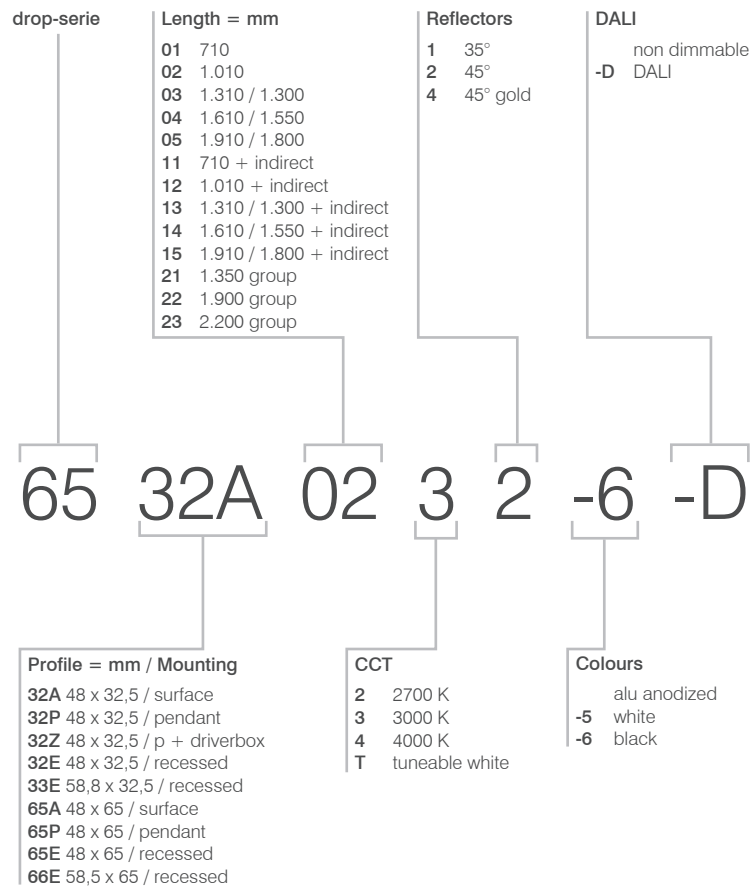 drop-serie
Length = mm
01 710
02 1.010
03 1.310 / 1.300
04 1.610 / 1.550
05 1.910 / 1.800
11 710 + indirect
12 1.010 + indirect
13 1.310 / 1.300 + indirect
14 1.610 / 1.550 + indirect
15 1.910 / 1.800 + indirect
21 1.350 group
22 1.900 group
23 2.200 group
Reflectors
1 35°
2 45°
4 45° gold
DALI
non dimmable
-D DALI
65 32A 02 3 2 -6 -D
Profile = mm / Mounting
32A 48 x 32,5 / surface
32P 48 x 32,5 / pendant
32Z 48 x 32,5 / p + driverbox
32E 48 x 32,5 / recessed
33E 58,8 x 32,5 / recessed
65A 48 x 65 / surface
65P 48 x 65 / pendant
65E 48 x 65 / recessed
66E 58,5 x 65 / recessed
CCT
2 2700 K
3 3000 K
4 4000 K
T tuneable white
Colours
alu anodized
-5 white
-6 black